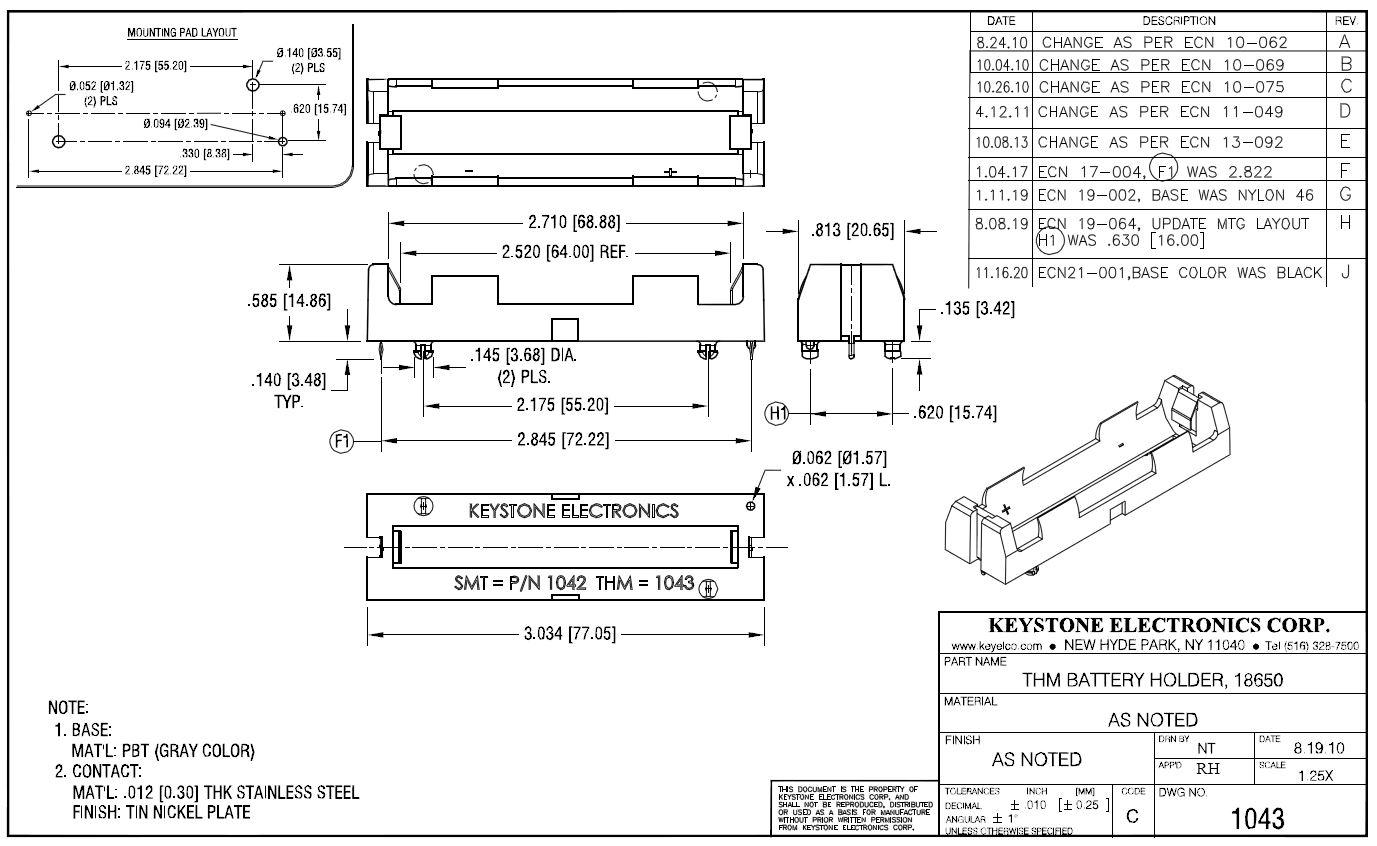 MOUNTING PAD LAYOUT
Ø.140 [Ø3.55]
(2) PLS
2.175 [55.20]
Ø.052 [Ø1.32]
(2) PLS
.620 [15.74]
Ø.094 [Ø2.39]
.330 [8.38]
2.845 [72.22]
- +
DATE DESCRIPTION REV.
8.24.10 CHANGE AS PER ECN 10-062 A
10.04.10 CHANGE AS PER ECN 10-069 B
10.26.10 CHANGE AS PER ECN 10-075 C
4.12.11 CHANGE AS PER ECN 11-049 D
10.08.13 CHANGE AS PER ECN 13-092 E
1.04.17 ECN 17-004, F1 WAS 2.822 F
1.11.19 ECN 19-002, BASE WAS NYLON 46 G
8.08.19 ECN 19-064, UPDATE MTG LAYOUT H
H1 WAS .630 [16.00]
11.16.20 ECN21-001,BASE COLOR WAS BLACK J
2.710 [68.88]
2.520 [64.00] REF.
.813 [20.65]
.585 [14.86]
.135 [3.42]
.145 [3.68] DIA.
(2) PLS.
.140 [3.48]
TYP.
2.175 [55.20]
H1
.620 [15.74]
F1
2.845 [72.22]
Ø.062 [Ø1.57]
x .062 [1.57] L.
KEYSTONE ELECTRONICS
SMT = P/N 1042 THM = 1043
3.034 [77.05]
-
+
NOTE:
1. BASE:
MAT'L: PBT (GRAY COLOR)
2. CONTACT:
MAT'L: .012 [0.30] THK STAINLESS STEEL
FINISH: TIN NICKEL PLATE
THIS DOCUMENT IS THE PROPERTY OF
KEYSTONE ELECTRONICS CORP. AND
SHALL NOT BE REPRODUCED, DISTRIBUTED
OR USED AS A BASIS FOR MANUFACTURE
WITHOUT PRIOR WRITTEN PERMISSION
FROM KEYSTONE ELECTRONICS CORP.
KEYSTONE ELECTRONICS CORP.
www.keyelco.com ● NEW HYDE PARK, NY 11040 ● Tel (516) 328-7500
PART NAME
THM BATTERY HOLDER, 18650
MATERIAL
AS NOTED
FINISH
AS NOTED
DRN BY NT
DATE 8.19.10
APP'D RH
SCALE 1.25X
TOLERANCES INCH [MM]
DECIMAL ± .010 [± 0.25 ]
ANGULAR ± 1°
UNLESS OTHERWISE SPECIFIED
CODE
C
DWG NO.
1043